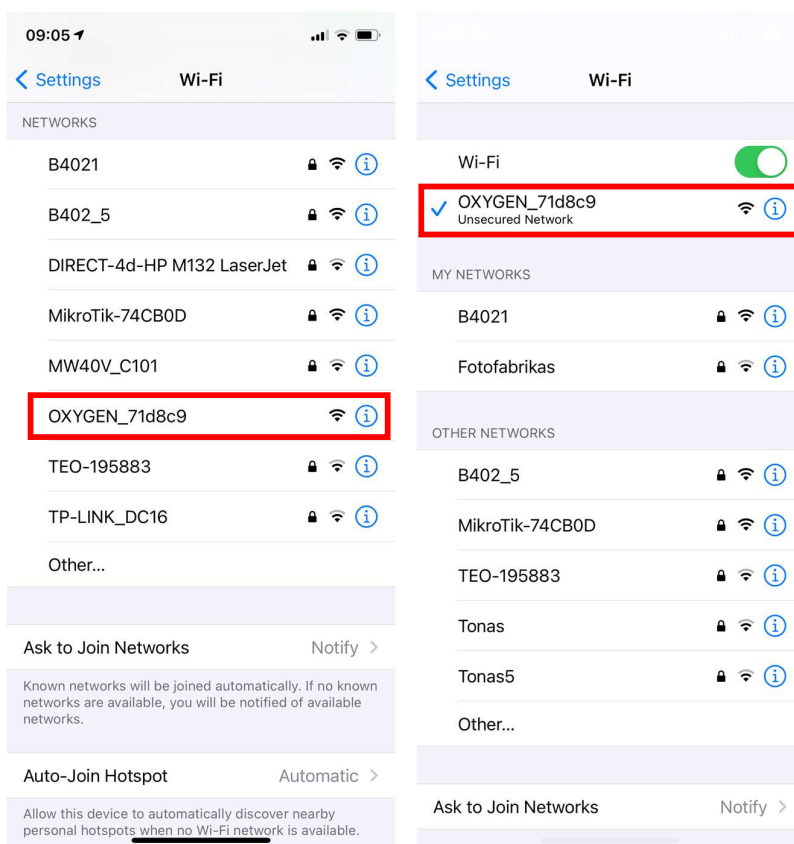 09:05
Settings
Wi-Fi
NETWORKS
B4021
B402_5
DIRECT-4d-HP M132 LaserJet
MikroTik-74CB0D
MW40V_C101
OXYGEN_71d8c9
TEO-195883
TP-LINK_DC16
Other...
Ask to Join Networks
Notify
Known networks will be joined automatically. If no known
networks are available, you will be notified of available
networks.
Auto-Join Hotspot
Automatic
Allow this device to automatically discover nearby
personal hotspots when no Wi-Fi network is available.
Settings
Wi-Fi
Wi-Fi
OXYGEN_71d8c9
Unsecured Network
MY NETWORKS
B4021
Fotofabrikas
OTHER NETWORKS
B402_5
MikroTik-74CB0D
TEO-195883
Tonas
Tonas5
Other...
Ask to Join Networks
Notify